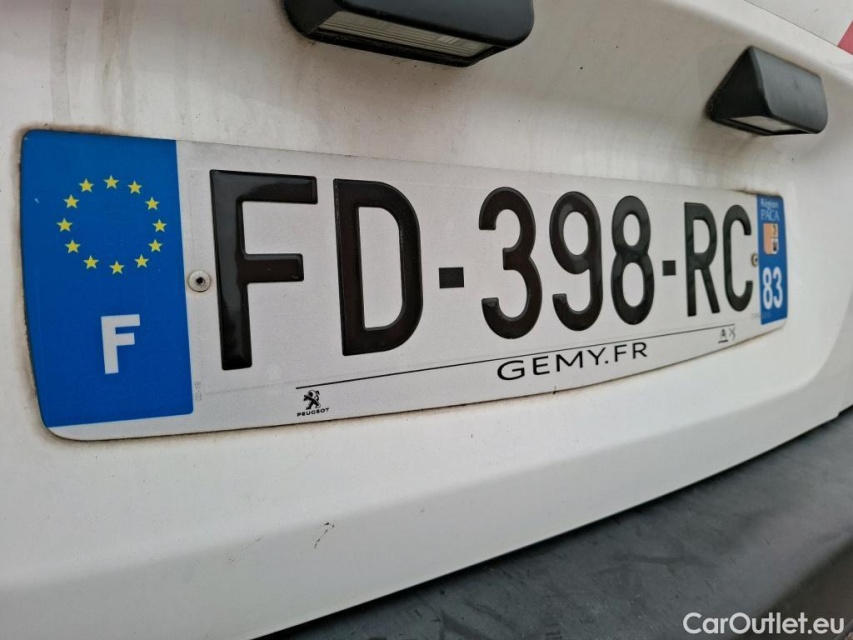 F
FD-398-RC
Région
PACA
83
GEMY.FR
PEUGEOT
CarOutlet.eu